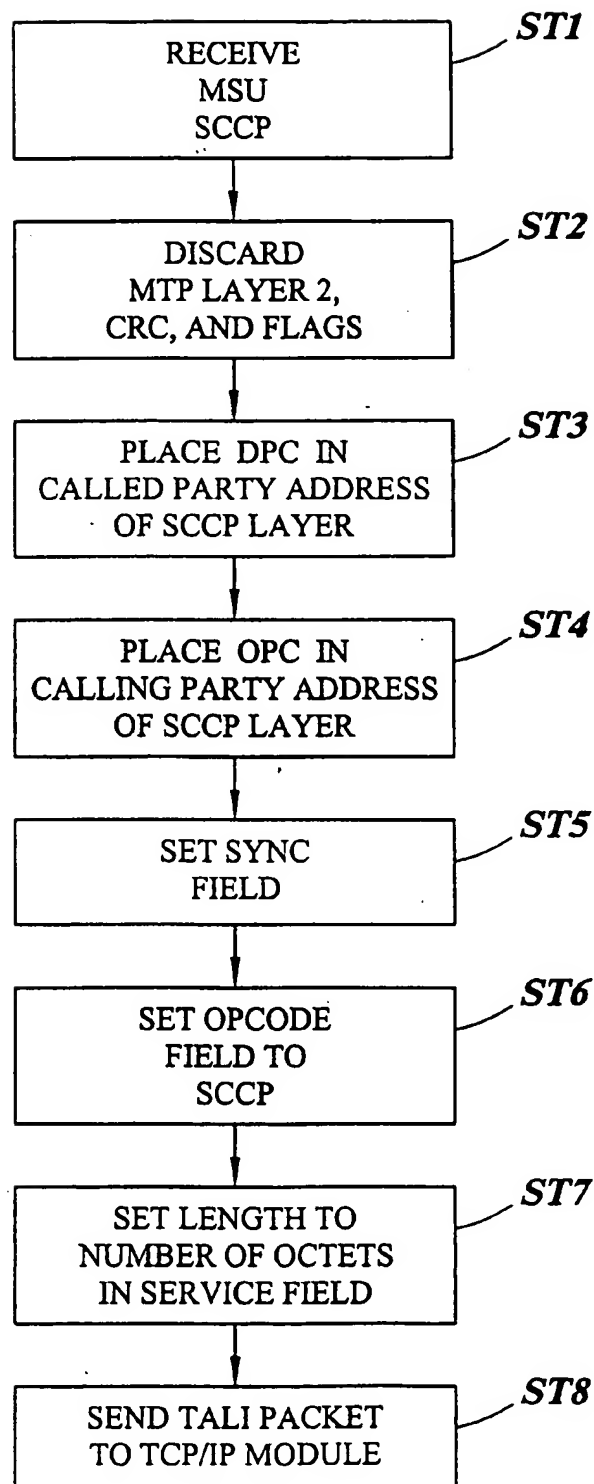 ST1
RECEIVE
MSU
SCCP
ST2
DISCARD
MTP LAYER 2,
CRC, AND FLAGS
ST3
PLACE DPC IN
CALLED PARTY ADDRESS
OF SCCP LAYER
ST4
PLACE OPC IN
CALLING PARTY ADDRESS
OF SCCP LAYER
ST5
SET SYNC
FIELD
ST6
SET OPCODE
FIELD TO
SCCP
ST7
SET LENGTH TO
NUMBER OF OCTETS
IN SERVICE FIELD
ST8
SEND TALI PACKET
TO TCP/IP MODULE